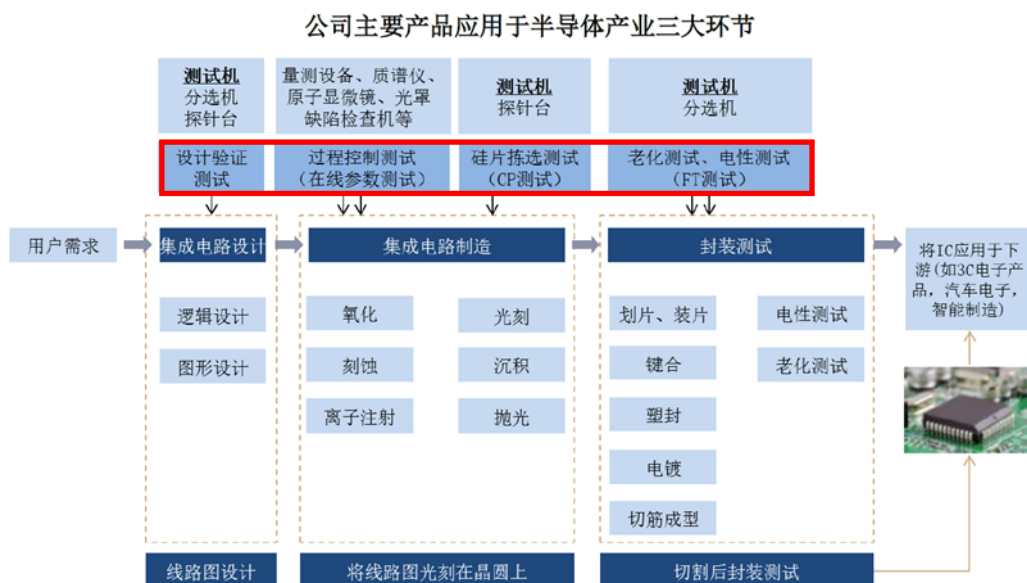 公司主要产品应用于半导体产业三大环节
测试机
分选机
探针台
量测设备、质谱仪、
原子显微镜、光罩
缺陷检查机等
测试机
探针台
测试机
分选机
设计验证
测试
过程控制测试
（在线参数测试）
硅片拣选测试
（CP测试）
老化测试、电性测试
（FT测试）
用户需求
集成电路设计
集成电路制造
封装测试
将IC应用于下
游(如3C电子产
品，汽车电子，
智能制造)
逻辑设计
图形设计
氧化
光刻
刻蚀
沉积
离子注射
抛光
划片、装片
电性测试
键合
老化测试
塑封
电镀
切筋成型
线路图设计
将线路图光刻在晶圆上
切割后封装测试